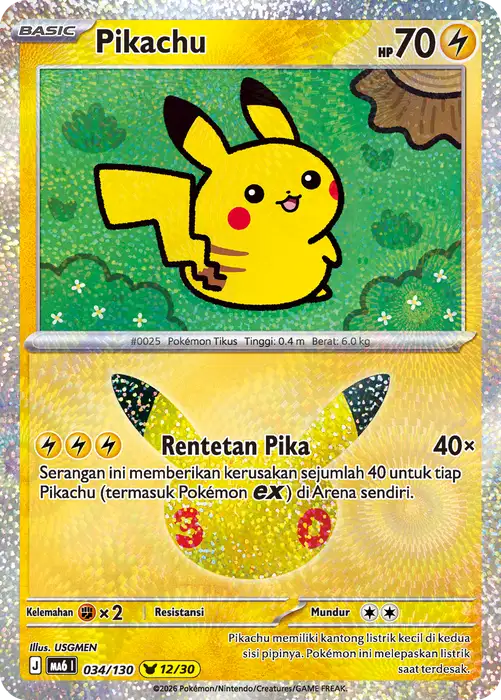 BASIC Pikachu HP 70
#0025 Pokémon Tikus Tinggi: 0.4 m Berat: 6.0 kg
Rentetan Pika 40×
Serangan ini memberikan kerusakan sejumlah 40 untuk tiap
Pikachu (termasuk Pokémon ex) di Arena sendiri.
30
Kelemahan ×2 Resistansi Mundur
Illus. USGMEN
Pikachu memiliki kantong listrik kecil di kedua
sisi pipinya. Pokémon ini melepaskan listrik
saat terdesak.
J MA6 I 034/130 12/30
©2026 Pokémon/Nintendo/Creatures/GAME FREAK.